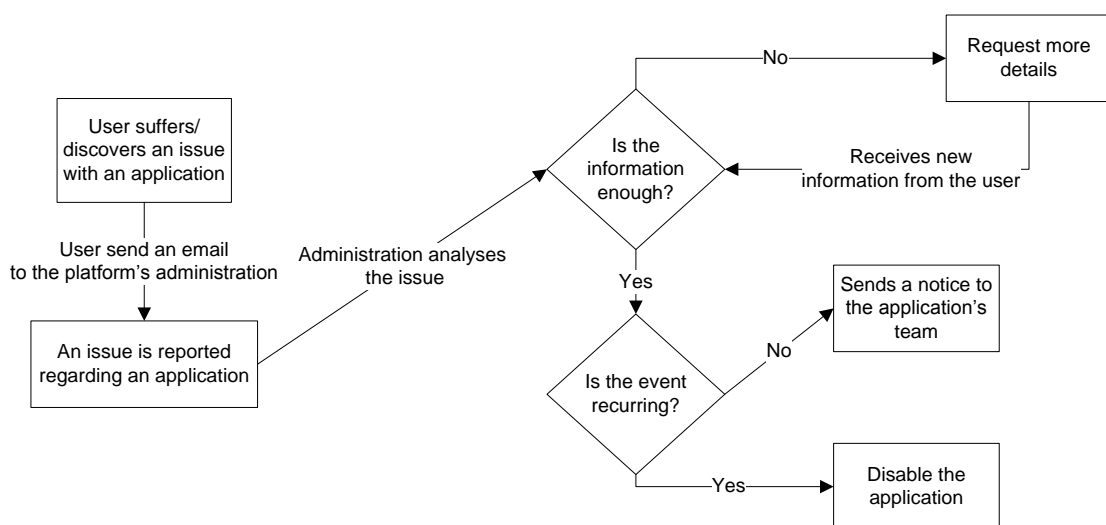 User suffers/
discovers an issue
with an application
User send an email
to the platform's administration
An issue is reported
regarding an application
Administration analyses
the issue
Is the
information
enough?
No
Request more
details
Receives new
information from the user
Yes
Is the event
recurring?
No
Sends a notice to
the application's
team
Yes
Disable the
application